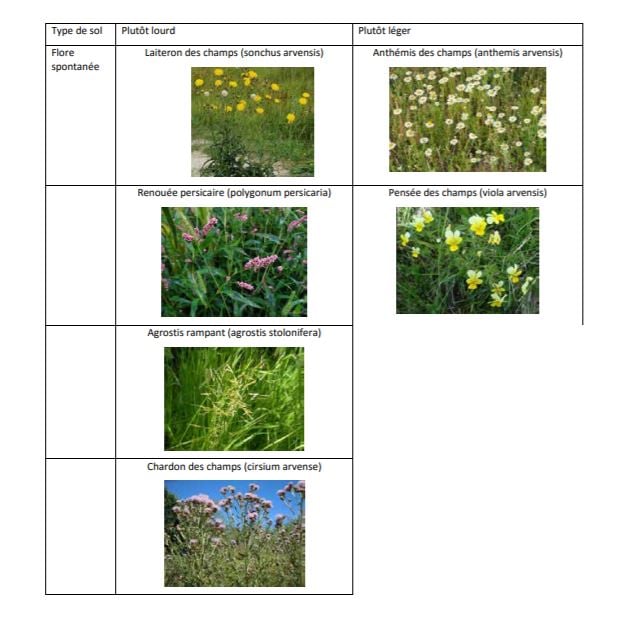 Type de sol
Plutôt lourd
Plutôt léger
Flore
spontanée
Laiteron des champs (sonchus arvensis)
Anthémis des champs (anthemis arvensis)
Renouée persicaire (polygonum persicaria)
Pensée des champs (viola arvensis)
Agrostis rampant (agrostis stolonifera)
Chardon des champs (cirsium arvense)